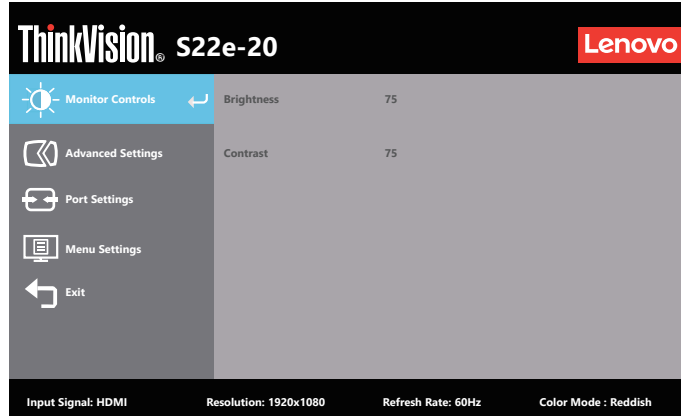 ThinkVision® S22e-20 Lenovo
Monitor Controls Brightness 75
Advanced Settings Contrast 75
Port Settings
Menu Settings
Exit
Input Signal: HDMI Resolution: 1920x1080 Refresh Rate: 60Hz Color Mode : Reddish